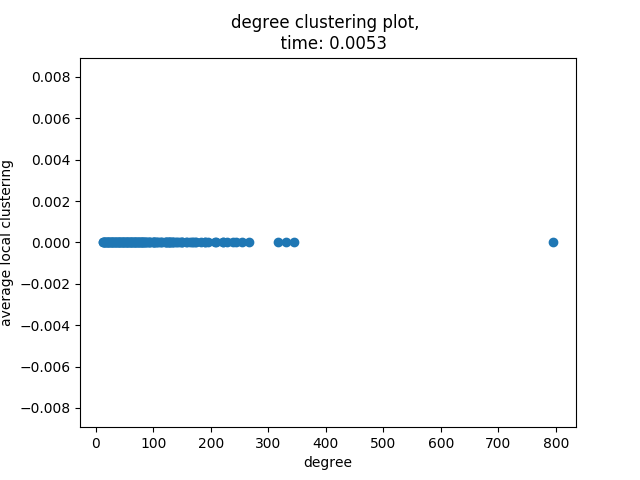 degree clustering plot,
time: 0.0053
0.008
0.006
0.004
0.002
0.000
−0.002
−0.004
−0.006
−0.008
average local clustering
0 100 200 300 400 500 600 700 800
degree